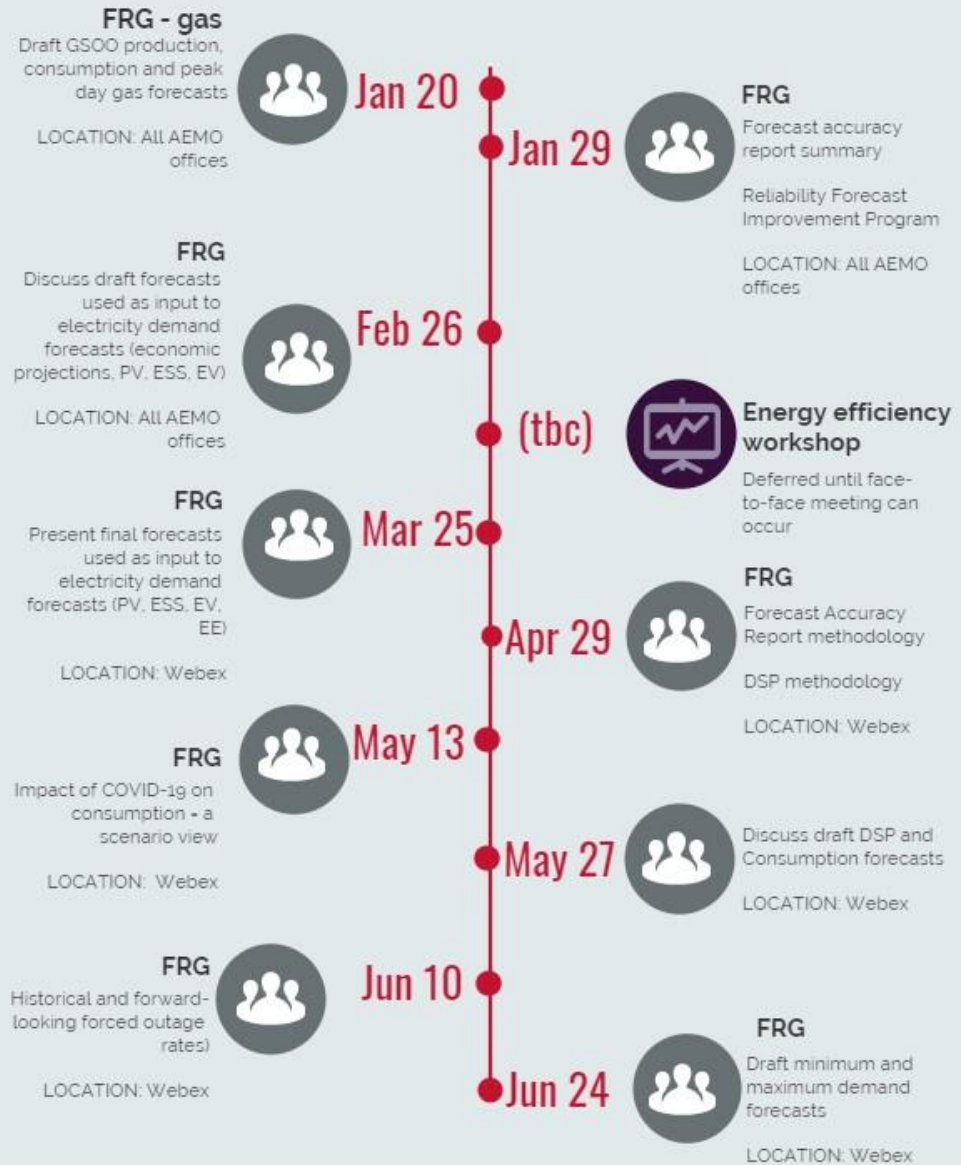 FRG - gas
Draft GSOO production,
consumption and peak
day gas forecasts
LOCATION: All AEMO
offices
Jan 20
Jan 29
FRG
Forecast accuracy
report summary
Reliability Forecast
Improvement Program
LOCATION: All AEMO
offices
FRG
Discuss draft forecasts
used as input to
electricity demand
forecasts (economic
projections, PV, ESS, EV)
LOCATION: All AEMO
offices
Feb 26
(tbc)
Energy efficiency
workshop
Deferred until face-
to-face meeting can
occur
FRG
Present final forecasts
used as input to
electricity demand
forecasts (PV, ESS, EV,
EE)
LOCATION: Webex
Mar 25
Apr 29
FRG
Forecast Accuracy
Report methodology
DSP methodology
LOCATION: Webex
May 13
FRG
Impact of COVID-19 on
consumption - a
scenario view
LOCATION: Webex
May 27
Discuss draft DSP and
Consumption forecasts
LOCATION: Webex
FRG
Historical and forward-
looking forced outage
rates)
LOCATION: Webex
Jun 10
Jun 24
FRG
Draft minimum and
maximum demand
forecasts
LOCATION: Webex